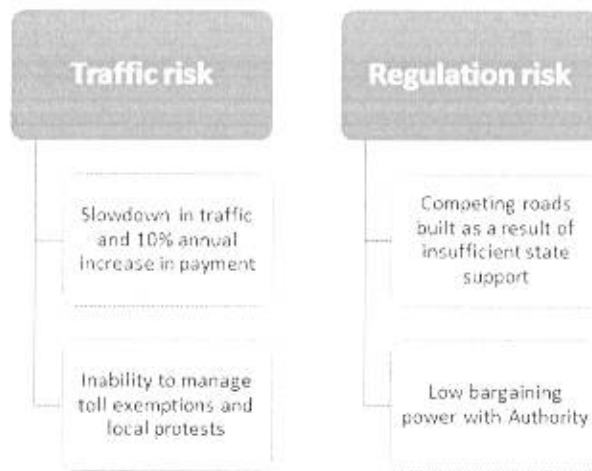 Traffic risk
Slowdown in traffic
and 10% annual
increase in payment
Inability to manage
toll exemptions and
local protests
Regulation risk
Competing roads
built as a result of
insufficient state
support
Low bargaining
power with Authority